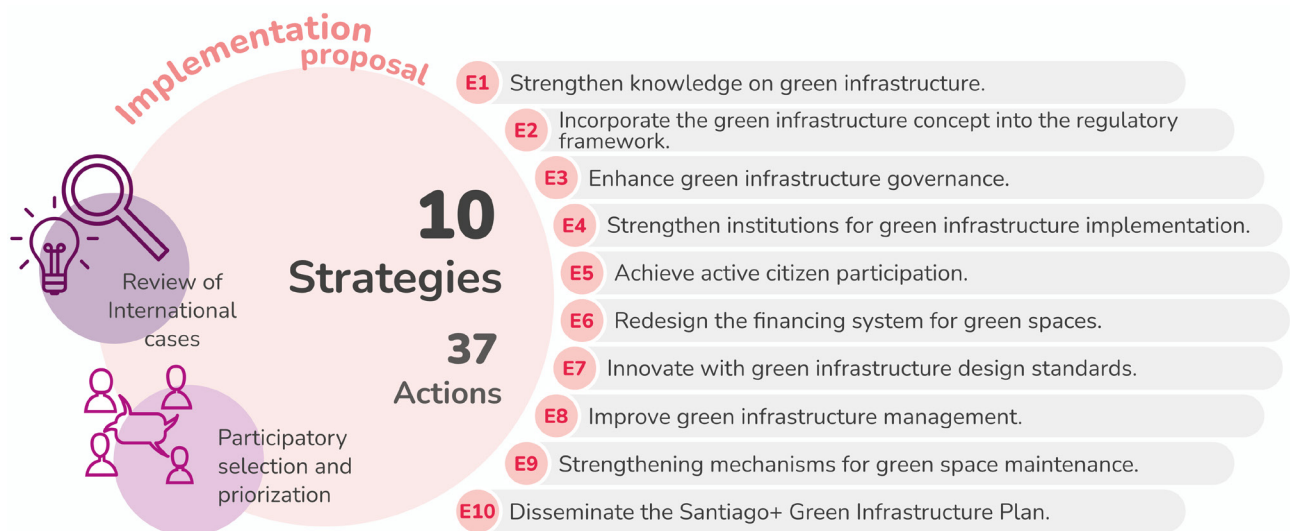 Implementation
proposal
10
Strategies
37
Actions
Review of
International
cases
Participatory
selection and
priorization
E1 Strengthen knowledge on green infrastructure.
E2 Incorporate the green infrastructure concept into the regulatory
framework.
E3 Enhance green infrastructure governance.
E4 Strengthen institutions for green infrastructure implementation.
E5 Achieve active citizen participation.
E6 Redesign the financing system for green spaces.
E7 Innovate with green infrastructure design standards.
E8 Improve green infrastructure management.
E9 Strengthening mechanisms for green space maintenance.
E10 Disseminate the Santiago+ Green Infrastructure Plan.